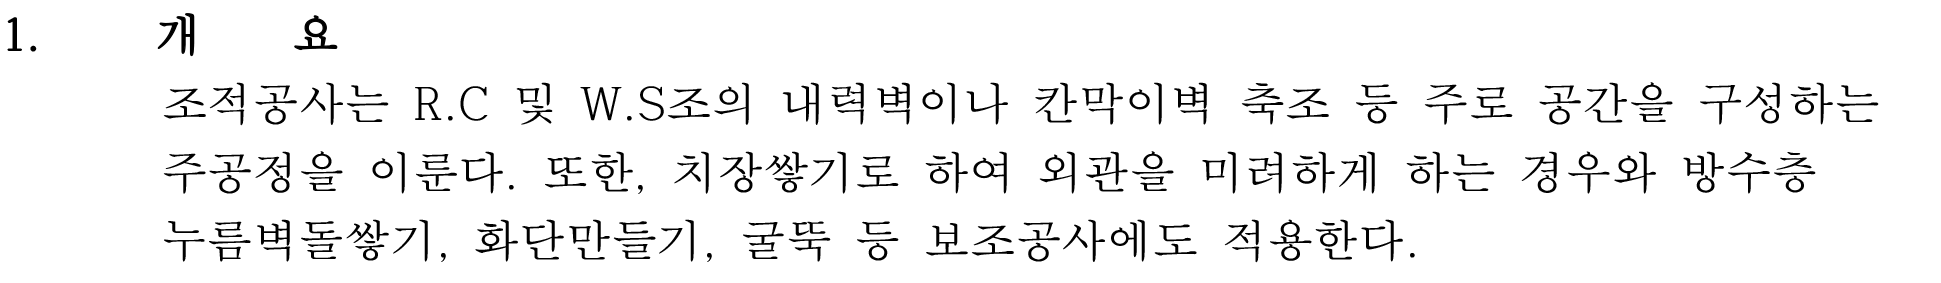 1. 개 요
조적공사는 R.C 및 W.S조의 내력벽이나 칸막이벽 축조 등 주로 공간을 구성하는
주공정을 이룬다. 또한, 치장쌓기로 하여 외관을 미려하게 하는 경우와 방수층
누름벽돌쌓기, 화단만들기, 굴뚝 등 보조공사에도 적용한다.